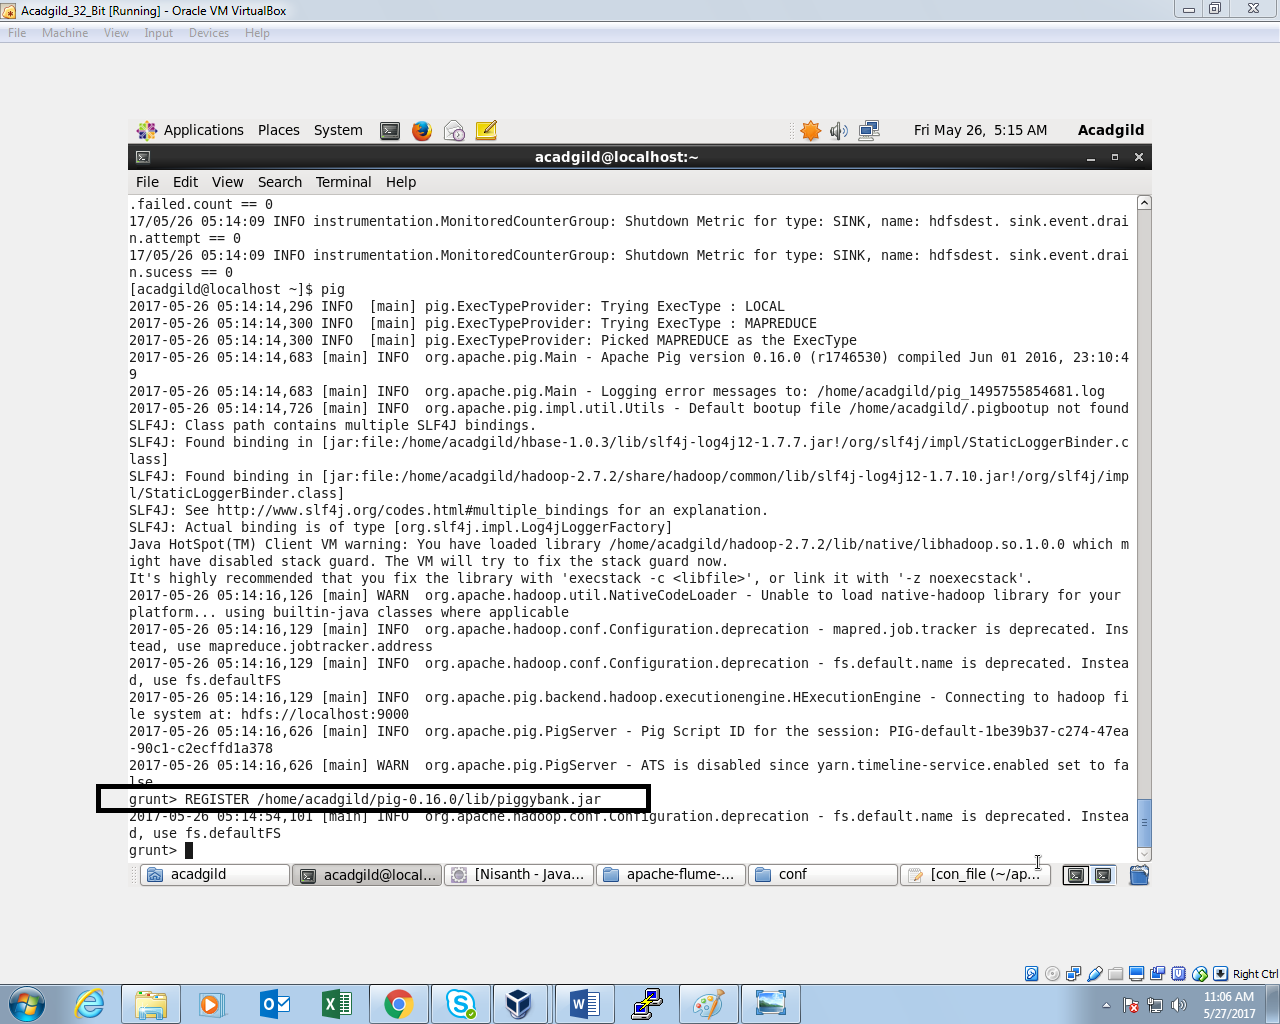 Acadgild_32_Bit [Running] - Oracle VM VirtualBox
File Machine View Input Devices Help
Applications Places System Fri May 26, 5:15 AM Acadgild
acadgild@localhost:~
File Edit View Search Terminal Help
.failed.count == 0
17/05/26 05:14:09 INFO instrumentation.MonitoredCounterGroup: Shutdown Metric for type: SINK, name: hdfsdest. sink.event.drai
n.attempt == 0
17/05/26 05:14:09 INFO instrumentation.MonitoredCounterGroup: Shutdown Metric for type: SINK, name: hdfsdest. sink.event.drai
n.sucess == 0
[acadgild@localhost ~]$ pig
2017-05-26 05:14:14,296 INFO  [main] pig.ExecTypeProvider: Trying ExecType : LOCAL
2017-05-26 05:14:14,300 INFO  [main] pig.ExecTypeProvider: Trying ExecType : MAPREDUCE
2017-05-26 05:14:14,300 INFO  [main] pig.ExecTypeProvider: Picked MAPREDUCE as the ExecType
2017-05-26 05:14:14,683 [main] INFO  org.apache.pig.Main - Apache Pig version 0.16.0 (r1746530) compiled Jun 01 2016, 23:10:4
9
2017-05-26 05:14:14,683 [main] INFO  org.apache.pig.Main - Logging error messages to: /home/acadgild/pig_1495755854681.log
2017-05-26 05:14:14,726 [main] INFO  org.apache.pig.impl.util.Utils - Default bootup file /home/acadgild/.pigbootup not found
SLF4J: Class path contains multiple SLF4J bindings.
SLF4J: Found binding in [jar:file:/home/acadgild/hbase-1.0.3/lib/slf4j-log4j12-1.7.7.jar!/org/slf4j/impl/StaticLoggerBinder.c
lass]
SLF4J: Found binding in [jar:file:/home/acadgild/hadoop-2.7.2/share/hadoop/common/lib/slf4j-log4j12-1.7.10.jar!/org/slf4j/imp
l/StaticLoggerBinder.class]
SLF4J: See http://www.slf4j.org/codes.html#multiple_bindings for an explanation.
SLF4J: Actual binding is of type [org.slf4j.impl.Log4jLoggerFactory]
Java HotSpot(TM) Client VM warning: You have loaded library /home/acadgild/hadoop-2.7.2/lib/native/libhadoop.so.1.0.0 which m
ight have disabled stack guard. The VM will try to fix the stack guard now.
It's highly recommended that you fix the library with 'execstack -c <libfile>', or link it with '-z noexecstack'.
2017-05-26 05:14:16,126 [main] WARN  org.apache.hadoop.util.NativeCodeLoader - Unable to load native-hadoop library for your
platform... using builtin-java classes where applicable
2017-05-26 05:14:16,129 [main] INFO  org.apache.hadoop.conf.Configuration.deprecation - mapred.job.tracker is deprecated. Ins
tead, use mapreduce.jobtracker.address
2017-05-26 05:14:16,129 [main] INFO  org.apache.hadoop.conf.Configuration.deprecation - fs.default.name is deprecated. Instea
d, use fs.defaultFS
2017-05-26 05:14:16,129 [main] INFO  org.apache.pig.backend.hadoop.executionengine.HExecutionEngine - Connecting to hadoop fi
le system at: hdfs://localhost:9000
2017-05-26 05:14:16,626 [main] INFO  org.apache.pig.PigServer - Pig Script ID for the session: PIG-default-1be39b37-c274-47ea
-90c1-c2ecffd1a378
2017-05-26 05:14:16,626 [main] WARN  org.apache.pig.PigServer - ATS is disabled since yarn.timeline-service.enabled set to fa
lse
grunt> REGISTER /home/acadgild/pig-0.16.0/lib/piggybank.jar
2017-05-26 05:14:54,101 [main] INFO  org.apache.hadoop.conf.Configuration.deprecation - fs.default.name is deprecated. Instea
d, use fs.defaultFS
grunt>
acadgild acadgild@local... [Nisanth - Java... apache-flume-... conf [con_file (~/ap...
Right Ctrl
11:06 AM
5/27/2017